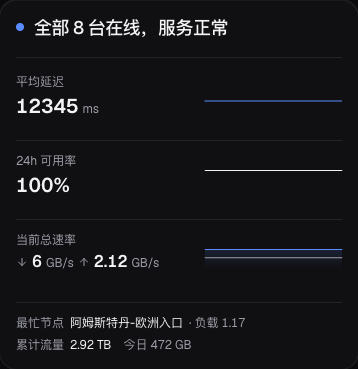 全部 8 台在线，服务正常
平均延迟
12345 ms
24h 可用率
100%
当前总速率
↓ 6 GB/s ↑ 2.12 GB/s
最忙节点 阿姆斯特丹-欧洲入口 · 负载 1.17
累计流量 2.92 TB 今日 472 GB